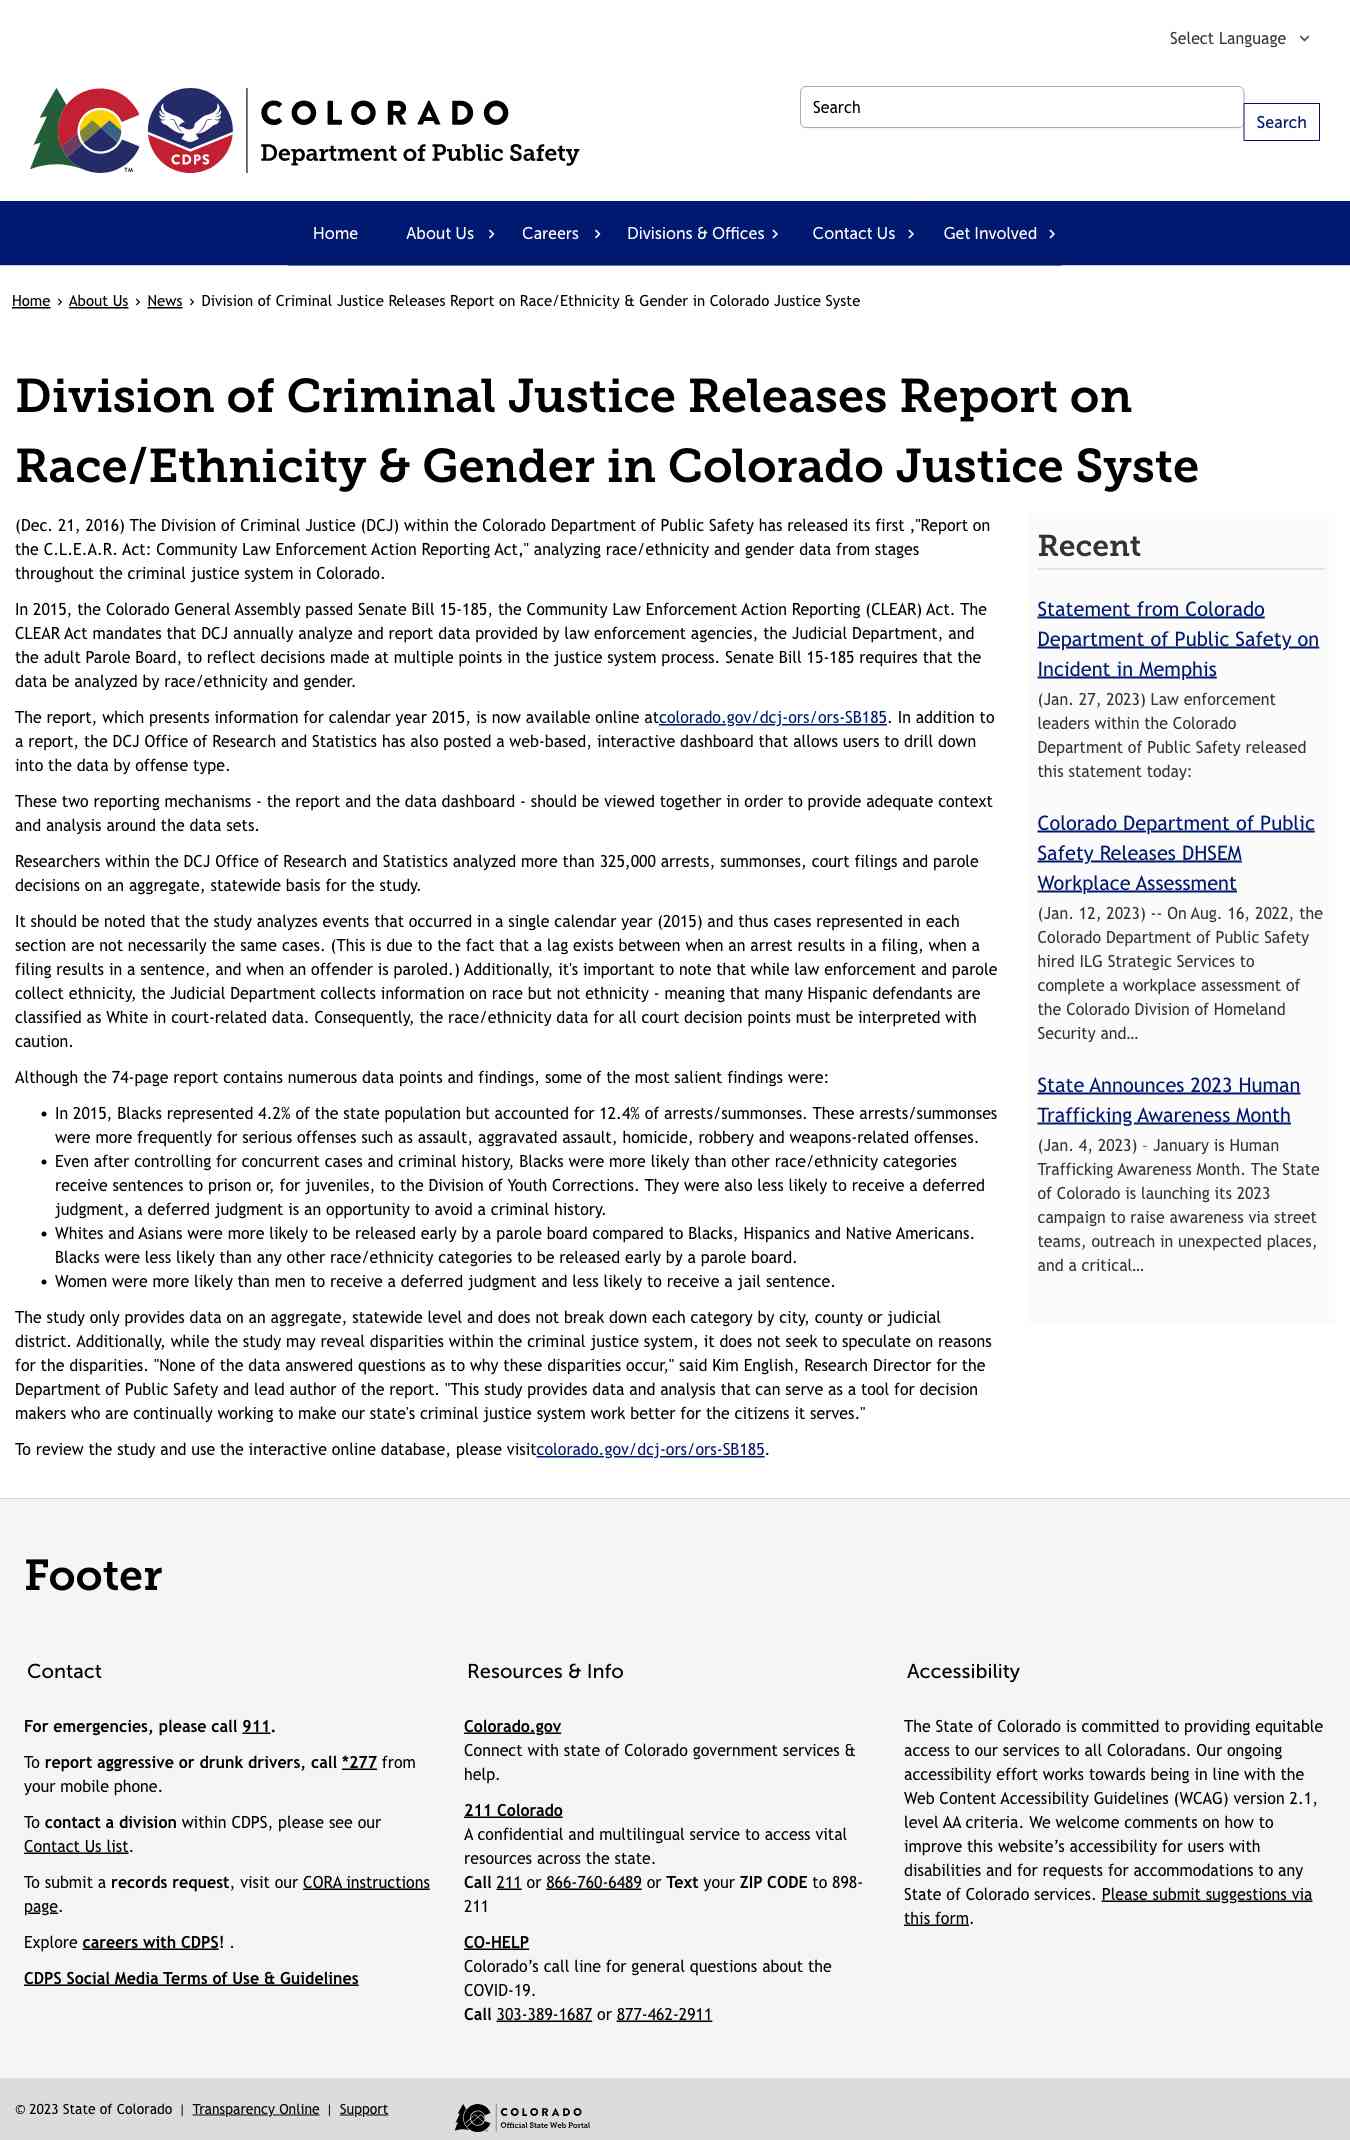 Select Language
COLORADO
Department of Public Safety
CDPS
TM
Search
Search
Home About Us Careers Divisions & Offices Contact Us Get Involved
Home › About Us › News › Division of Criminal Justice Releases Report on Race/Ethnicity & Gender in Colorado Justice Syste
Division of Criminal Justice Releases Report on
Race/Ethnicity & Gender in Colorado Justice Syste
(Dec. 21, 2016) The Division of Criminal Justice (DCJ) within the Colorado Department of Public Safety has released its first ,"Report on
the C.L.E.A.R. Act: Community Law Enforcement Action Reporting Act," analyzing race/ethnicity and gender data from stages
throughout the criminal justice system in Colorado.
In 2015, the Colorado General Assembly passed Senate Bill 15-185, the Community Law Enforcement Action Reporting (CLEAR) Act. The
CLEAR Act mandates that DCJ annually analyze and report data provided by law enforcement agencies, the Judicial Department, and
the adult Parole Board, to reflect decisions made at multiple points in the justice system process. Senate Bill 15-185 requires that the
data be analyzed by race/ethnicity and gender.
The report, which presents information for calendar year 2015, is now available online atcolorado.gov/dcj-ors/ors-SB185. In addition to
a report, the DCJ Office of Research and Statistics has also posted a web-based, interactive dashboard that allows users to drill down
into the data by offense type.
These two reporting mechanisms - the report and the data dashboard - should be viewed together in order to provide adequate context
and analysis around the data sets.
Researchers within the DCJ Office of Research and Statistics analyzed more than 325,000 arrests, summonses, court filings and parole
decisions on an aggregate, statewide basis for the study.
It should be noted that the study analyzes events that occurred in a single calendar year (2015) and thus cases represented in each
section are not necessarily the same cases. (This is due to the fact that a lag exists between when an arrest results in a filing, when a
filing results in a sentence, and when an offender is paroled.) Additionally, it's important to note that while law enforcement and parole
collect ethnicity, the Judicial Department collects information on race but not ethnicity - meaning that many Hispanic defendants are
classified as White in court-related data. Consequently, the race/ethnicity data for all court decision points must be interpreted with
caution.
Although the 74-page report contains numerous data points and findings, some of the most salient findings were:
• In 2015, Blacks represented 4.2% of the state population but accounted for 12.4% of arrests/summonses. These arrests/summonses
were more frequently for serious offenses such as assault, aggravated assault, homicide, robbery and weapons-related offenses.
• Even after controlling for concurrent cases and criminal history, Blacks were more likely than other race/ethnicity categories
receive sentences to prison or, for juveniles, to the Division of Youth Corrections. They were also less likely to receive a deferred
judgment, a deferred judgment is an opportunity to avoid a criminal history.
• Whites and Asians were more likely to be released early by a parole board compared to Blacks, Hispanics and Native Americans.
Blacks were less likely than any other race/ethnicity categories to be released early by a parole board.
• Women were more likely than men to receive a deferred judgment and less likely to receive a jail sentence.
The study only provides data on an aggregate, statewide level and does not break down each category by city, county or judicial
district. Additionally, while the study may reveal disparities within the criminal justice system, it does not seek to speculate on reasons
for the disparities. "None of the data answered questions as to why these disparities occur," said Kim English, Research Director for the
Department of Public Safety and lead author of the report. "This study provides data and analysis that can serve as a tool for decision
makers who are continually working to make our state's criminal justice system work better for the citizens it serves."
To review the study and use the interactive online database, please visitcolorado.gov/dcj-ors/ors-SB185.
Recent
Statement from Colorado
Department of Public Safety on
Incident in Memphis
(Jan. 27, 2023) Law enforcement
leaders within the Colorado
Department of Public Safety released
this statement today:
Colorado Department of Public
Safety Releases DHSEM
Workplace Assessment
(Jan. 12, 2023) -- On Aug. 16, 2022, the
Colorado Department of Public Safety
hired ILG Strategic Services to
complete a workplace assessment of
the Colorado Division of Homeland
Security and…
State Announces 2023 Human
Trafficking Awareness Month
(Jan. 4, 2023) - January is Human
Trafficking Awareness Month. The State
of Colorado is launching its 2023
campaign to raise awareness via street
teams, outreach in unexpected places,
and a critical…
Footer
Contact
For emergencies, please call 911.
To report aggressive or drunk drivers, call *277 from
your mobile phone.
To contact a division within CDPS, please see our
Contact Us list.
To submit a records request, visit our CORA instructions
page.
Explore careers with CDPS! .
CDPS Social Media Terms of Use & Guidelines
Resources & Info
Colorado.gov
Connect with state of Colorado government services &
help.
211 Colorado
A confidential and multilingual service to access vital
resources across the state.
Call 211 or 866-760-6489 or Text your ZIP CODE to 898-
211
CO-HELP
Colorado’s call line for general questions about the
COVID-19.
Call 303-389-1687 or 877-462-2911
Accessibility
The State of Colorado is committed to providing equitable
access to our services to all Coloradans. Our ongoing
accessibility effort works towards being in line with the
Web Content Accessibility Guidelines (WCAG) version 2.1,
level AA criteria. We welcome comments on how to
improve this website’s accessibility for users with
disabilities and for requests for accommodations to any
State of Colorado services. Please submit suggestions via
this form.
© 2023 State of Colorado | Transparency Online | Support
COLORADO
Official State Web Portal